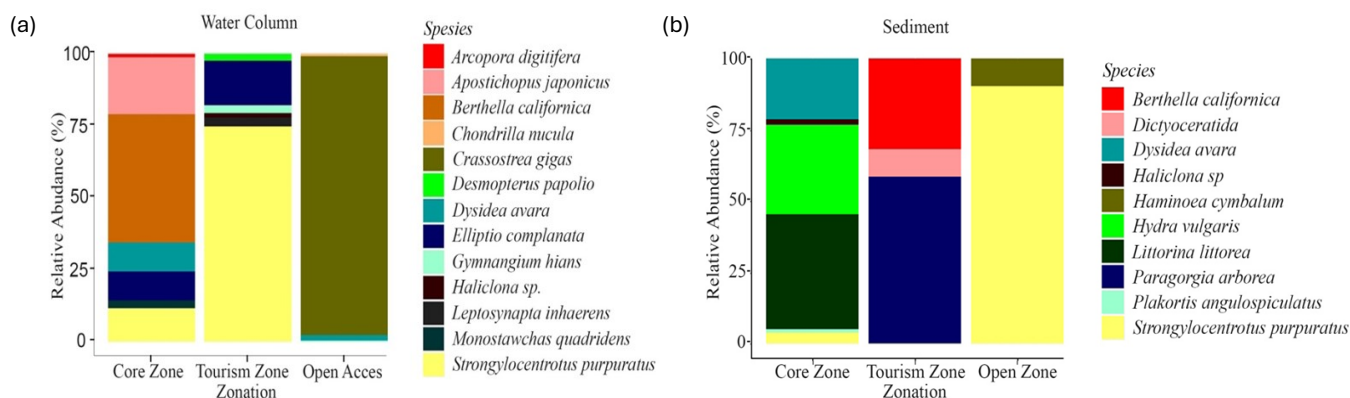 (a)
Water Column
Relative Abundance (%)
100
75
50
25
0
Core Zone
Tourism Zone
Open Acces
Zonation
Spesies
Arcopora digitifera
Apostichopus japonicus
Berthella californica
Chondrilla nucula
Crassostrea gigas
Desmopterus papolio
Dysidea avara
Elliptio complanata
Gymnangium hians
Haliclona sp.
Leptosynapta inhaerens
Monostawchas quadridens
Strongylocentrotus purpuratus
(b)
Sediment
Relative Abundance (%)
100
75
50
25
0
Core Zone
Tourism Zone
Open Zone
Zonation
Species
Berthella californica
Dictyoceratida
Dysidea avara
Haliclona sp
Haminoea cymbalum
Hydra vulgaris
Littorina littorea
Paragorgia arborea
Plakortis angulospiculatus
Strongylocentrotus purpuratus